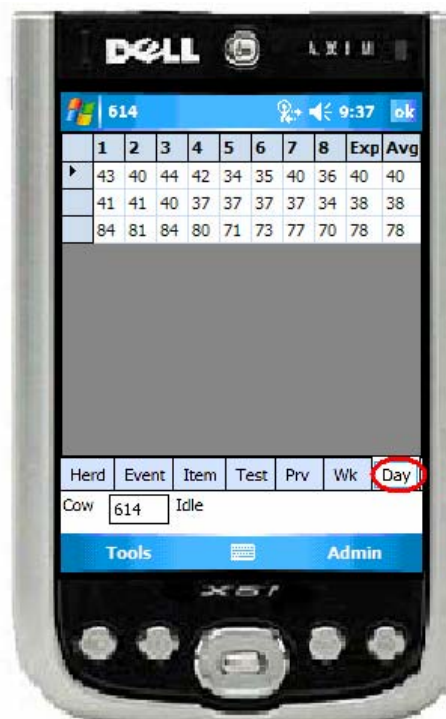 DELL
AXIM
614 9:37 ok
1 2 3 4 5 6 7 8 Exp Avg
43 40 44 42 34 35 40 36 40 40
41 41 40 37 37 37 37 34 38 38
84 81 84 80 71 73 77 70 78 78
Herd Event Item Test Prv Wk Day
Cow 614 Idle
Tools Admin
X51